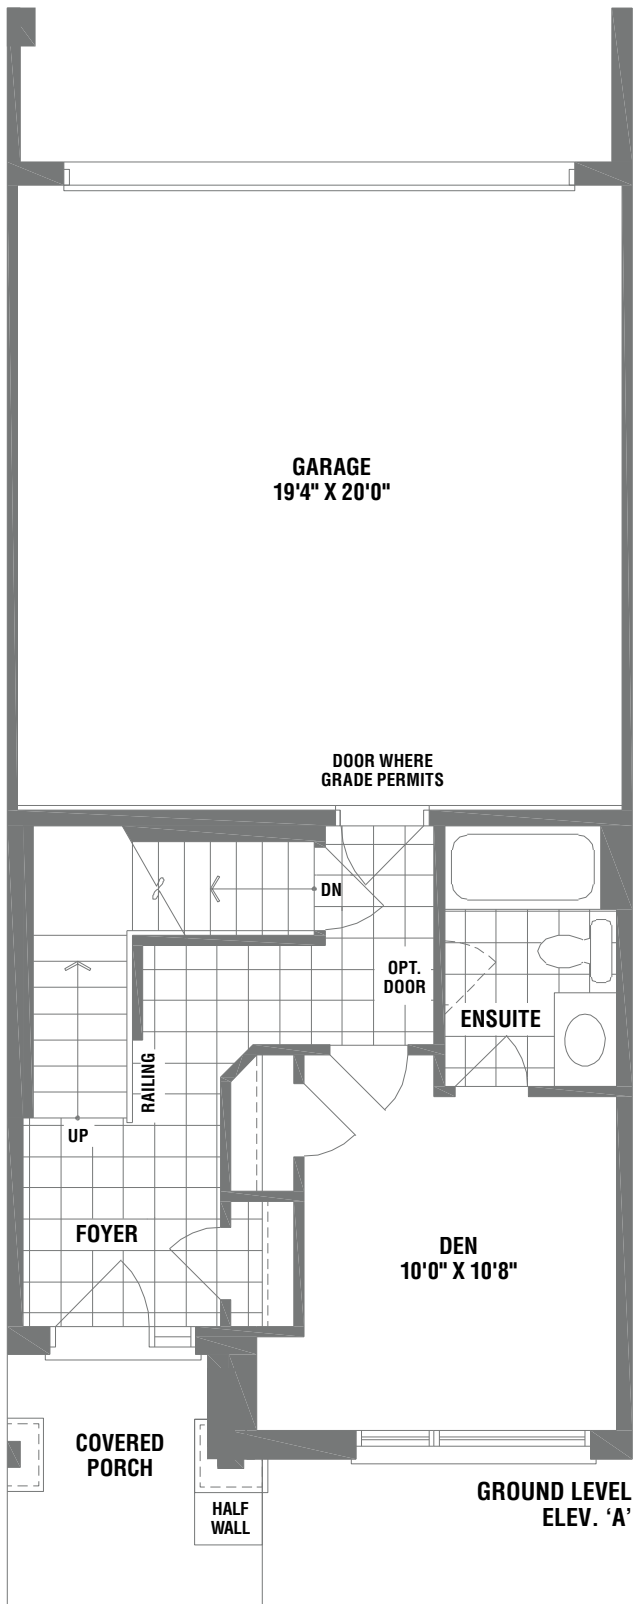 GARAGE
19'4" X 20'0"
DOOR WHERE
GRADE PERMITS
DN
OPT.
DOOR
ENSUITE
RAILING
UP
FOYER
DEN
10'0" X 10'8"
COVERED
PORCH
HALF
WALL
GROUND LEVEL
ELEV. ‘A’